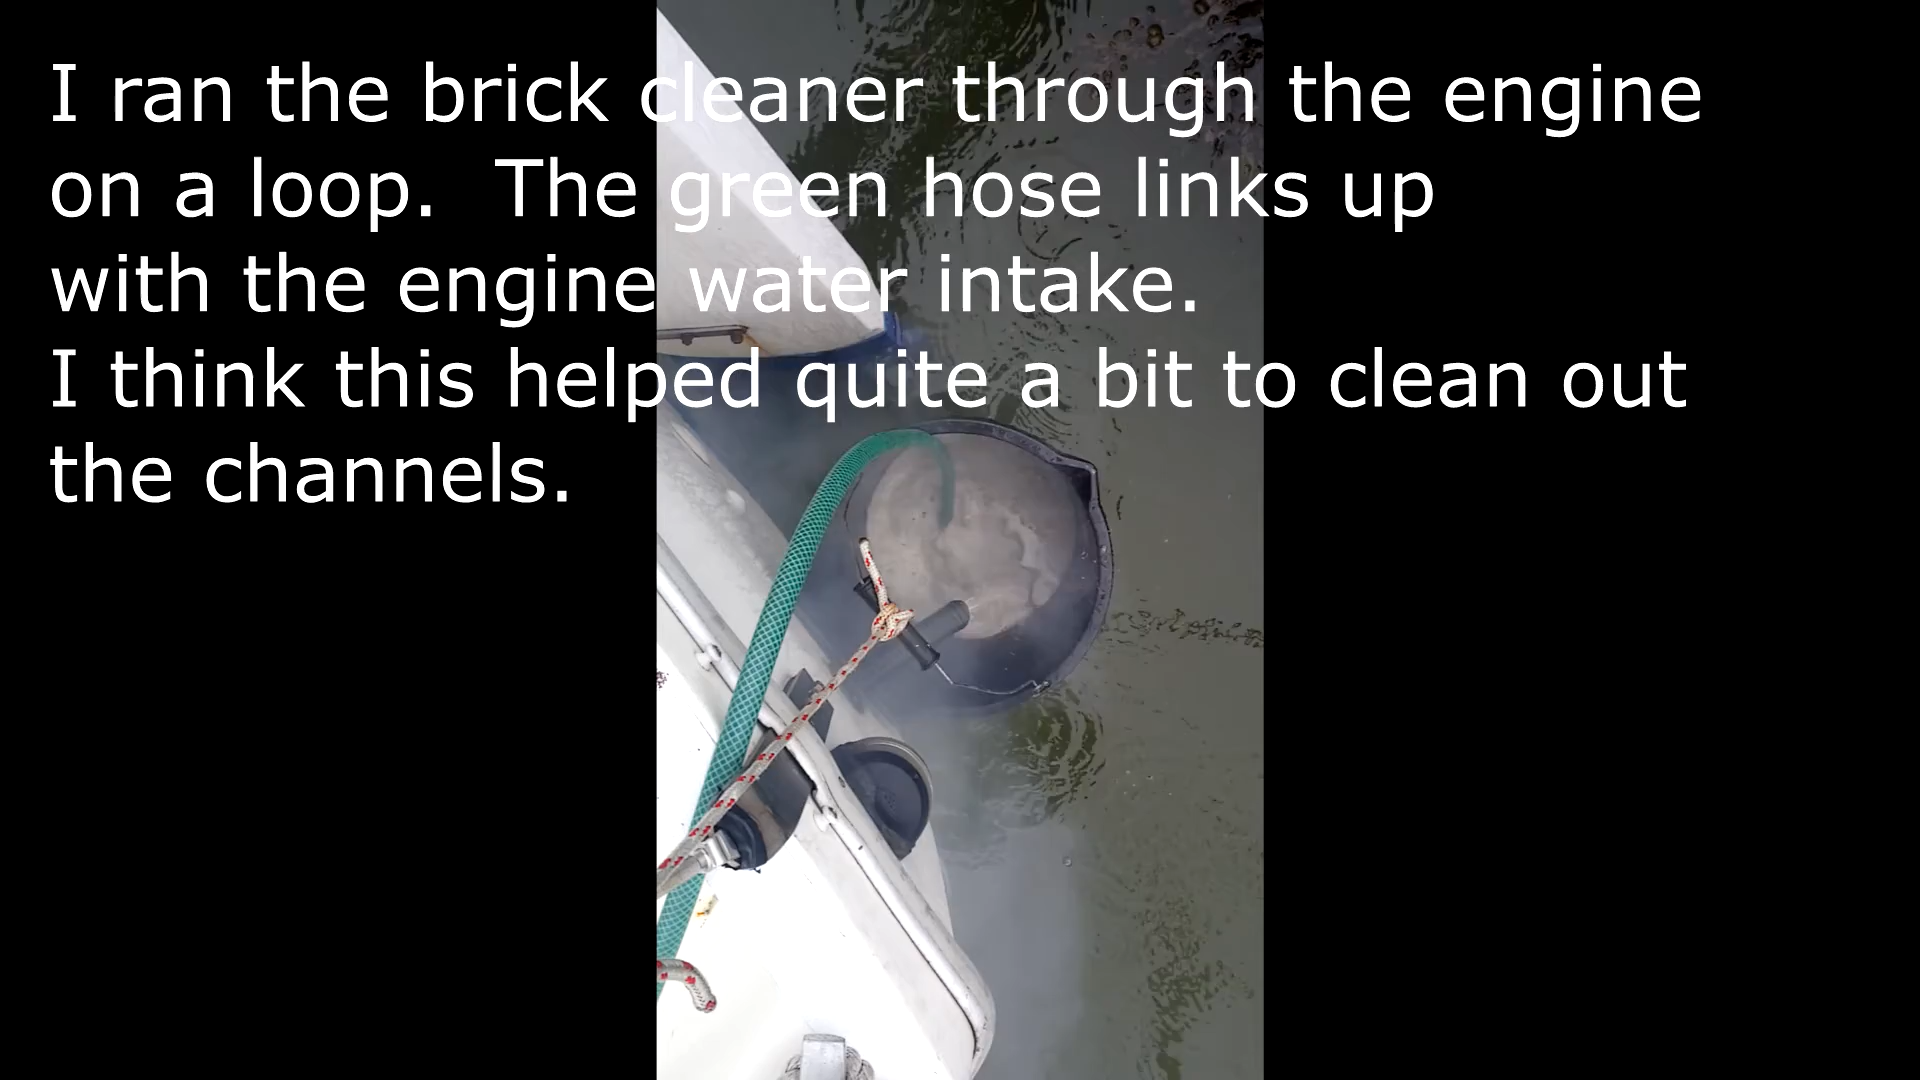 I ran the brick cleaner through the engine
on a loop.  The green hose links up
with the engine water intake.
I think this helped quite a bit to clean out
the channels.